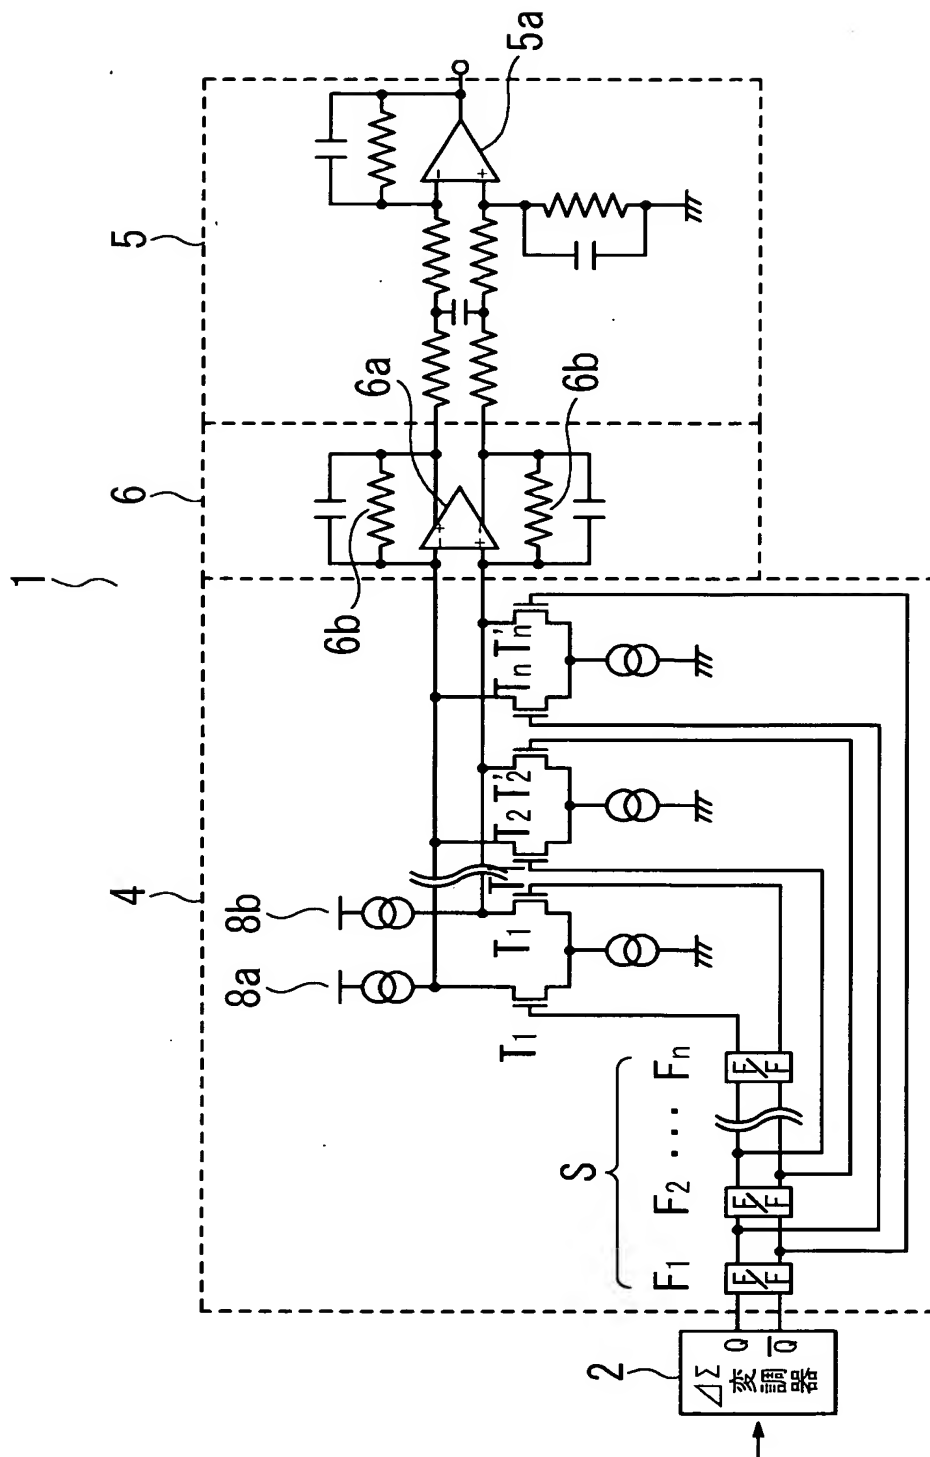 1
4
6
5
8a
8b
6b
6a
6b
5a
T1
T1
T'
T2
T'2
Tn
T'n
S
F1
F2
...
Fn
F/F
F/F
F/F
2
ΔΣ
変調器
Q
Q̅
+
−
+
−
−
+